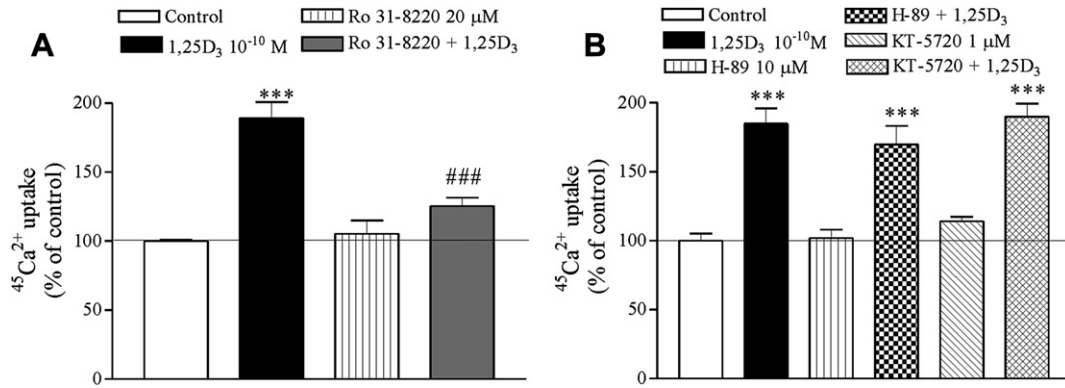 A
Control
1,25D₃ 10⁻¹⁰ M
Ro 31-8220 20 μM
Ro 31-8220 + 1,25D₃
⁴⁵Ca²⁺ uptake
(% of control)
200
150
100
50
0
***
###
B
Control
1,25D₃ 10⁻¹⁰M
H-89 10 μM
H-89 + 1,25D₃
KT-5720 1 μM
KT-5720 + 1,25D₃
⁴⁵Ca²⁺ uptake
(% of control)
200
150
100
50
0
***
***
***